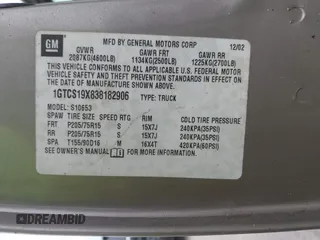 GM
MFD BY GENERAL MOTORS CORP 12/02
GVWR GAWR FRT GAWR RR
2087KG(4600LB) 1134KG(2500LB) 1225KG(2700LB)
THIS VEHICLE CONFORMS TO ALL APPLICABLE U.S. FEDERAL MOTOR
VEHICLE SAFETY AND THEFT PREVENTION STANDARDS IN EFFECT ON
THE DATE OF MANUFACTURE SHOWN ABOVE.
1GTCS19X838182906 TYPE: TRUCK
MODEL: S10653
TIRE SIZE SPEED RTG RIM COLD TIRE PRESSURE
FRT P205/75R15 S 15X7J 240KPA(35PSI)
RR P205/75R15 S 15X7J 240KPA(35PSI)
SPA T155/90D16 M 16X4T 420KPA(60PSI)
SEE OWNER'S MANUAL FOR ADDITIONAL INFORMATION.
DREAMBID